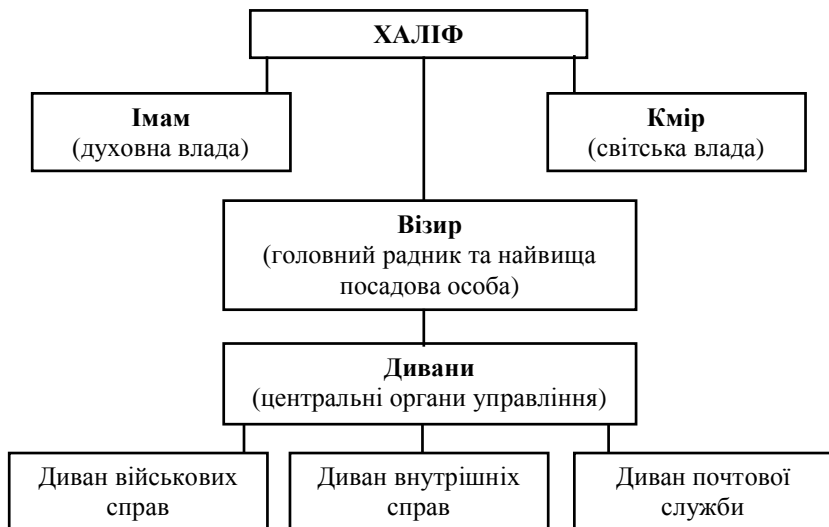 ХАЛІФ
Імам
(духовна влада)
Кмір
(світська влада)
Візир
(головний радник та найвища
посадова особа)
Дивани
(центральні органи управління)
Диван військових
справ
Диван внутрішніх
справ
Диван почтової
служби